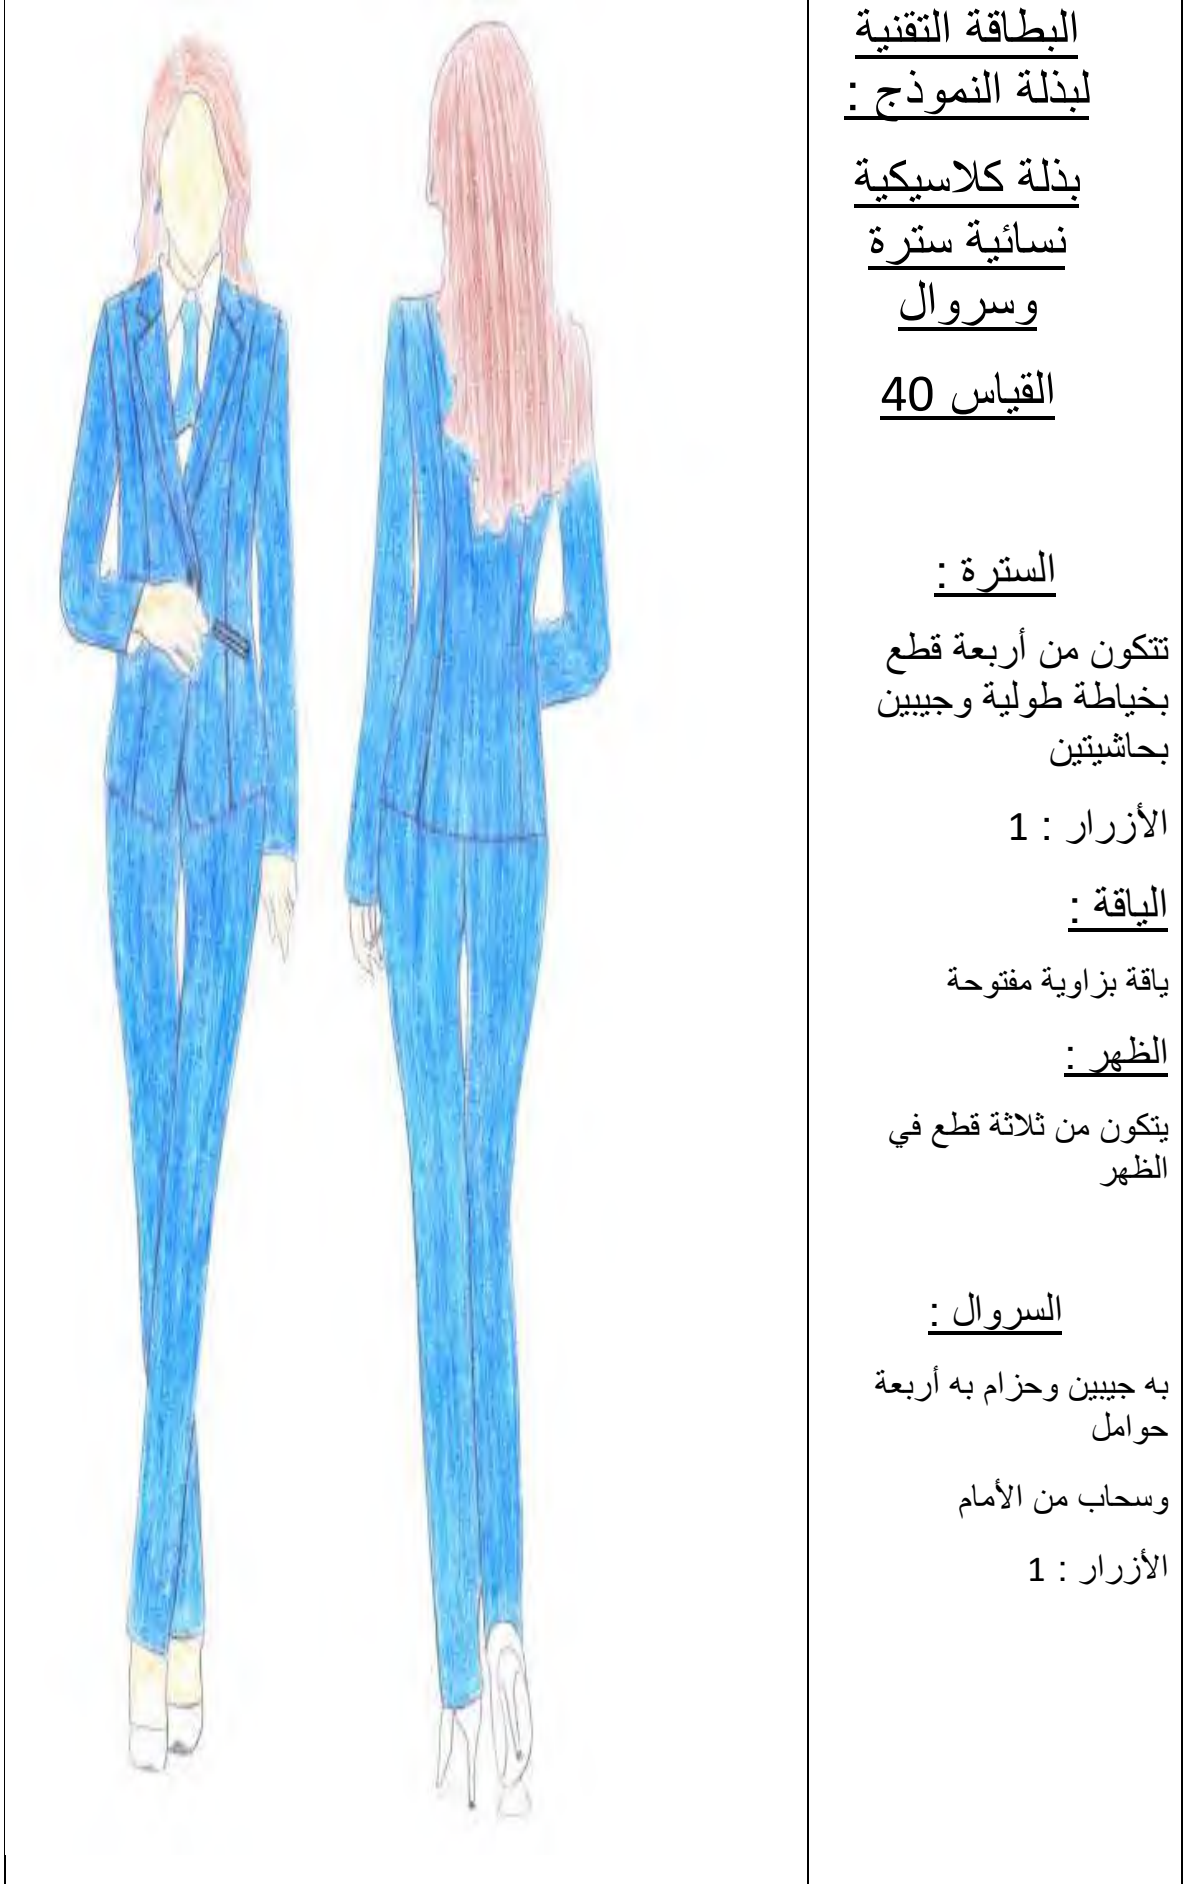 البطاقة التقنية
لبذلة النموذج :
بذلة كلاسيكية
نسائية سترة
وسروال
القياس 40
السترة :
تتكون من أربعة قطع
بخياطة طولية وجيبين
بحاشيتين
الأزرار : 1
الياقة :
ياقة بزاوية مفتوحة
الظهر :
يتكون من ثلاثة قطع في
الظهر
السروال :
به جيبين وحزام به أربعة
حوامل
وسحاب من الأمام
الأزرار : 1